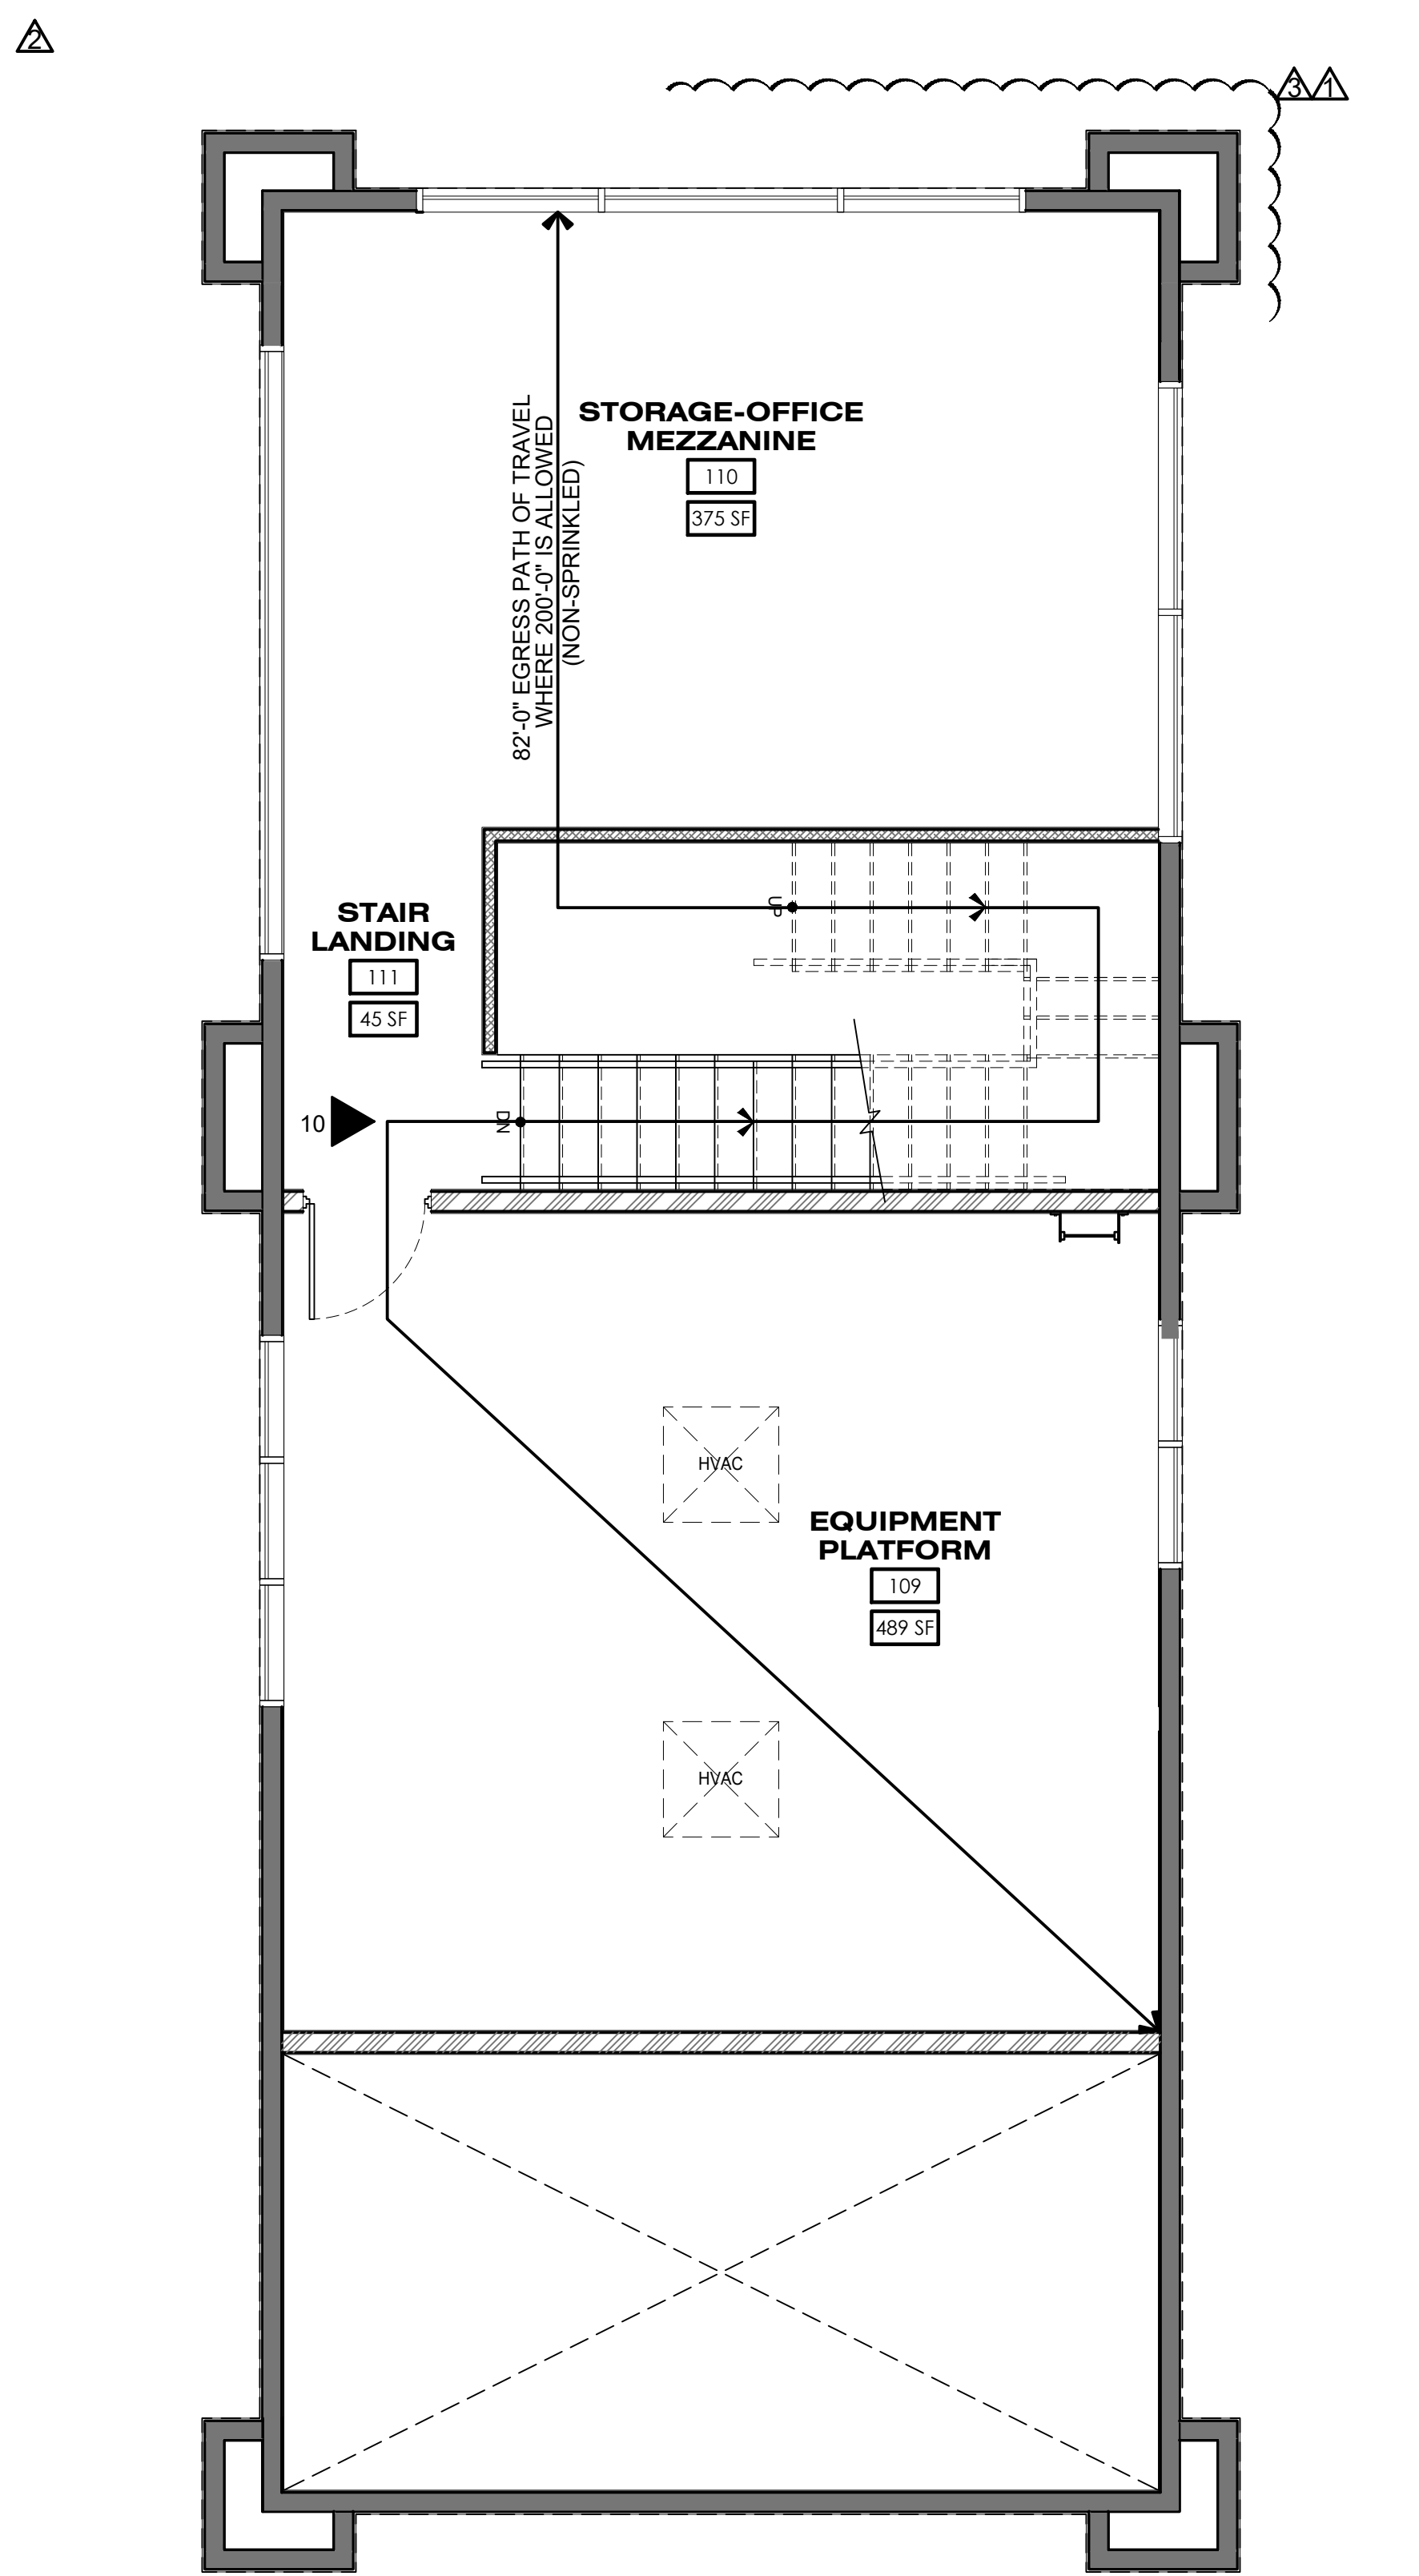 2
3 1
STORAGE-OFFICE
MEZZANINE
110
375 SF
82'-0" EGRESS PATH OF TRAVEL
WHERE 200'-0" IS ALLOWED
(NON-SPRINKLED)
UP
STAIR
LANDING
111
45 SF
10
DN
HVAC
EQUIPMENT
PLATFORM
109
489 SF
HVAC